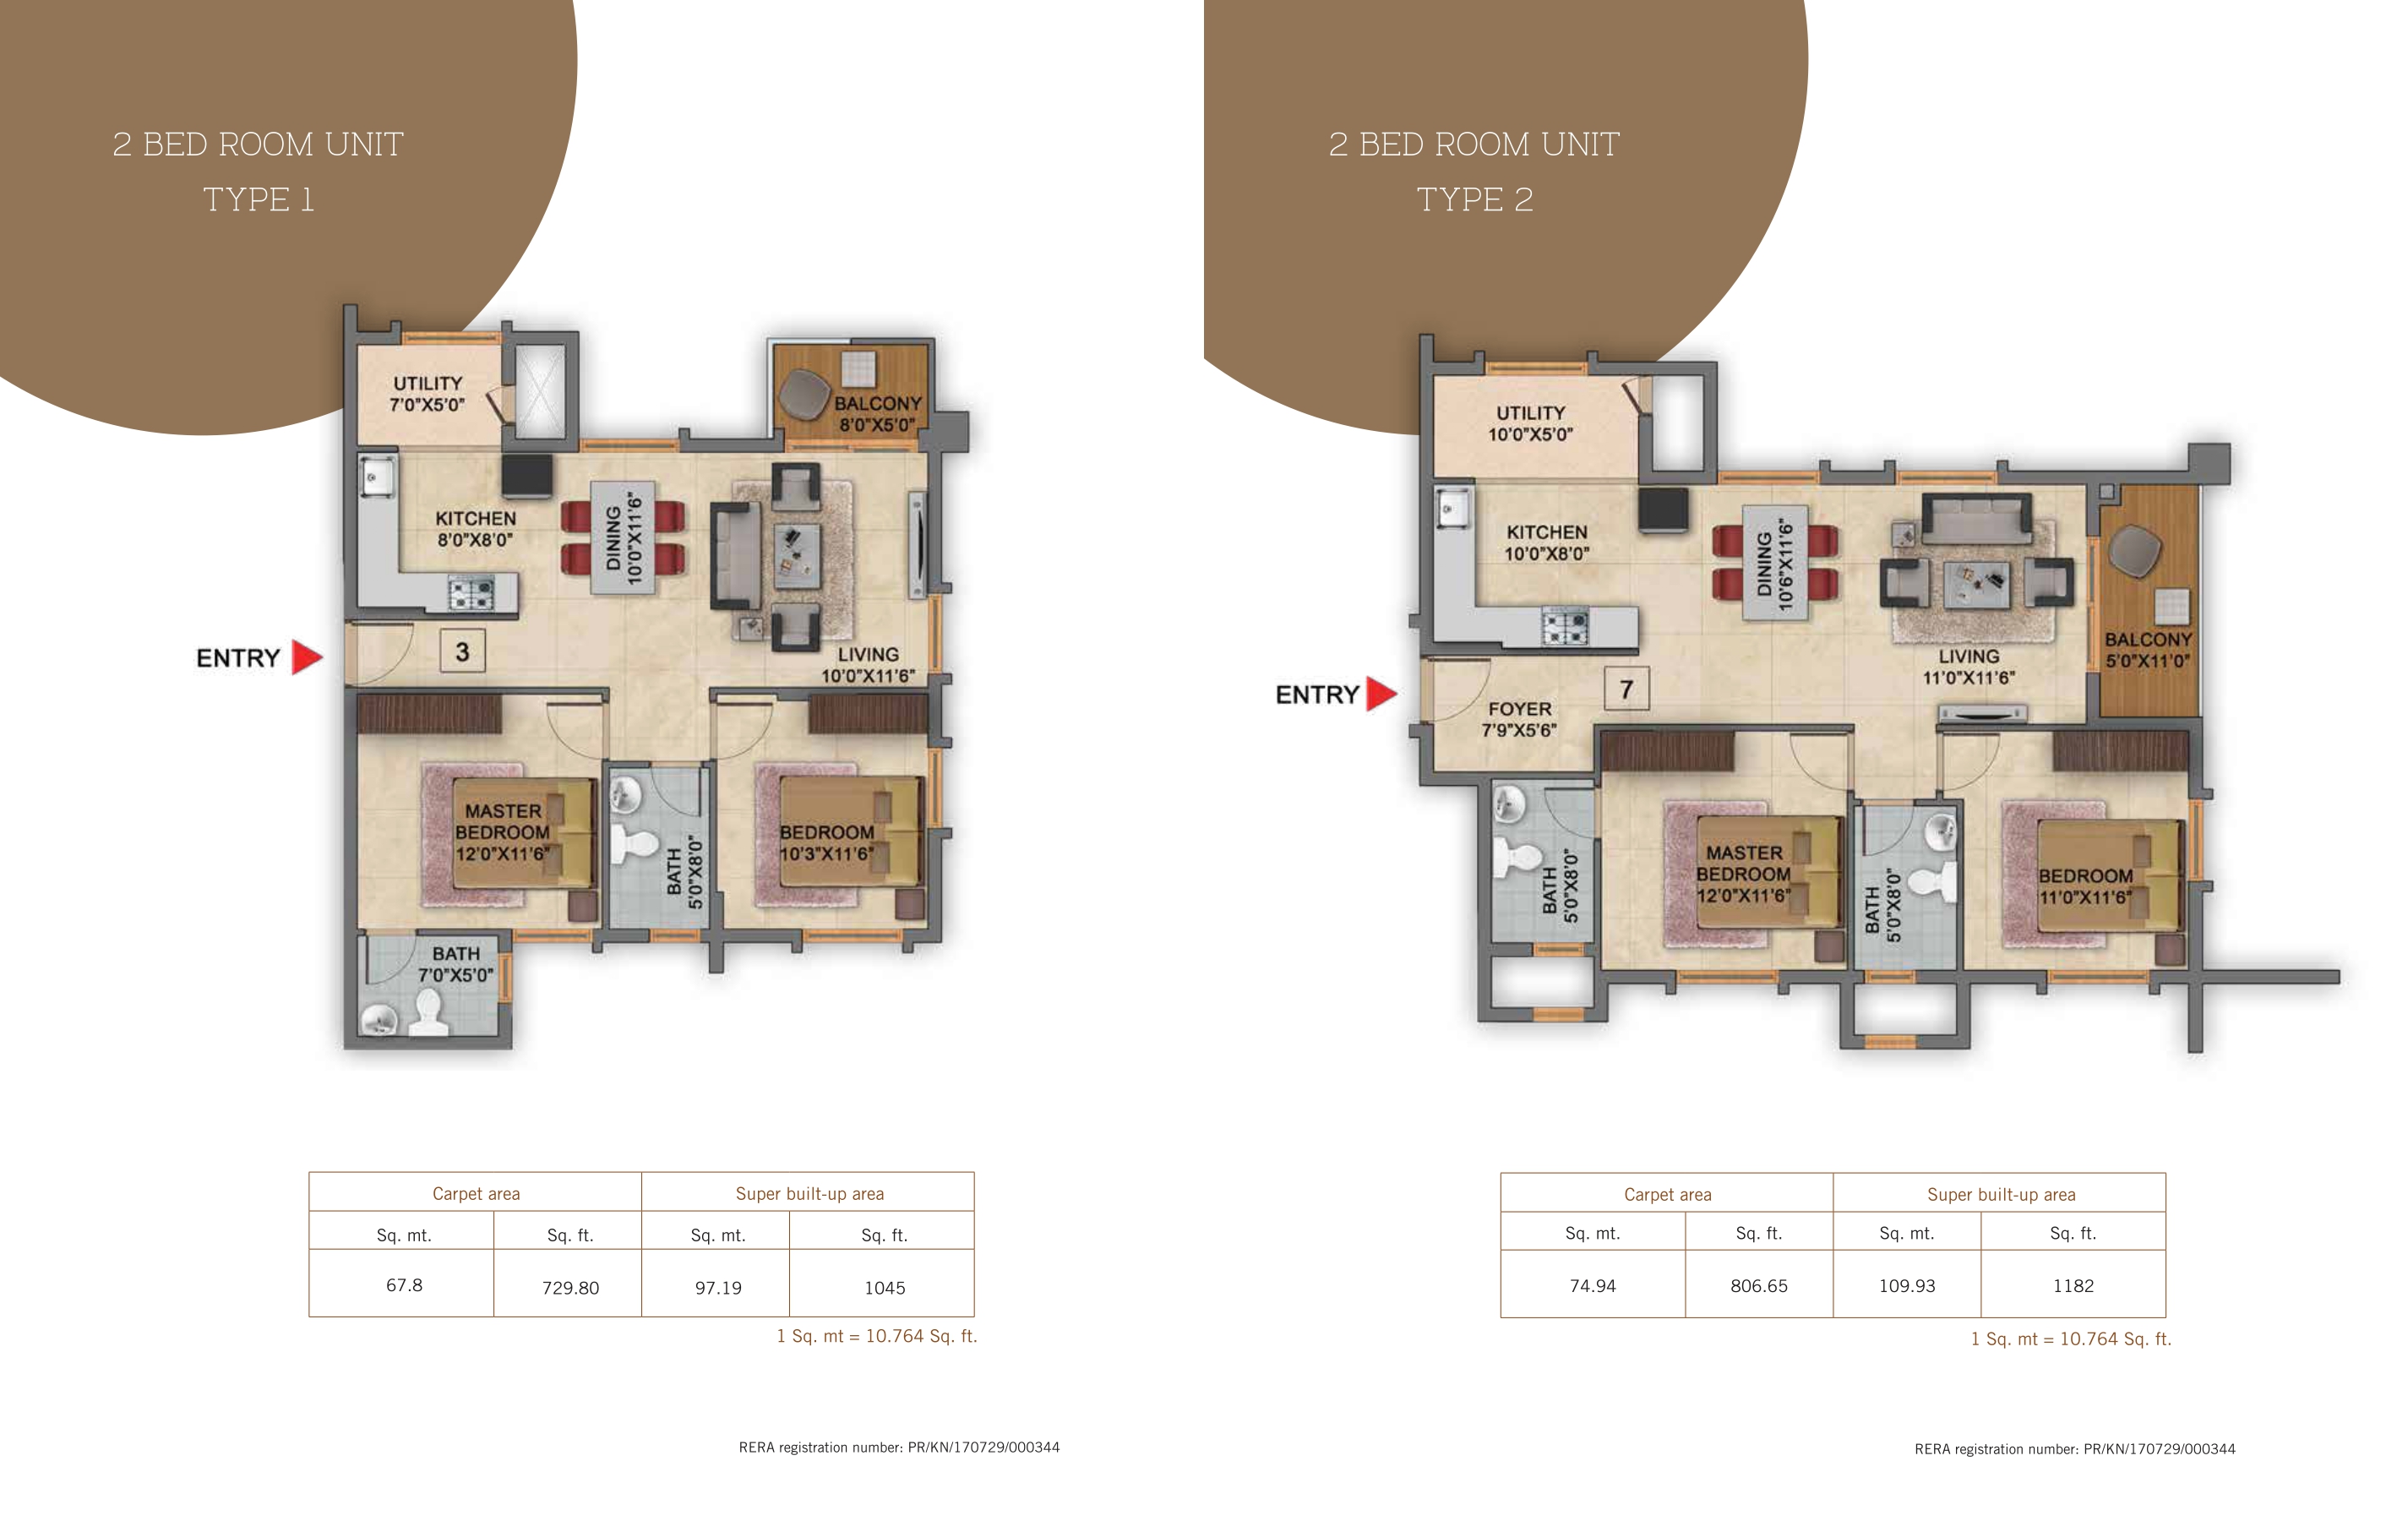 2 BED ROOM UNIT
TYPE 1
UTILITY
7'0"X5'0"
BALCONY
8'0"X5'0"
KITCHEN
8'0"X8'0"
DINING
10'0"X11'6"
ENTRY
3
LIVING
10'0"X11'6"
MASTER
BEDROOM
12'0"X11'6"
BATH
5'0"X8'0"
BEDROOM
10'3"X11'6"
BATH
7'0"X5'0"
Carpet area
Super built-up area
Sq. mt.
Sq. ft.
Sq. mt.
Sq. ft.
67.8
729.80
97.19
1045
1 Sq. mt = 10.764 Sq. ft.
RERA registration number: PR/KN/170729/000344
2 BED ROOM UNIT
TYPE 2
UTILITY
10'0"X5'0"
KITCHEN
10'0"X8'0"
DINING
10'6"X11'6"
BALCONY
5'0"X11'0"
LIVING
11'0"X11'6"
ENTRY
7
FOYER
7'9"X5'6"
BATH
5'0"X8'0"
MASTER
BEDROOM
12'0"X11'6"
BATH
5'0"X8'0"
BEDROOM
11'0"X11'6"
Carpet area
Super built-up area
Sq. mt.
Sq. ft.
Sq. mt.
Sq. ft.
74.94
806.65
109.93
1182
1 Sq. mt = 10.764 Sq. ft.
RERA registration number: PR/KN/170729/000344